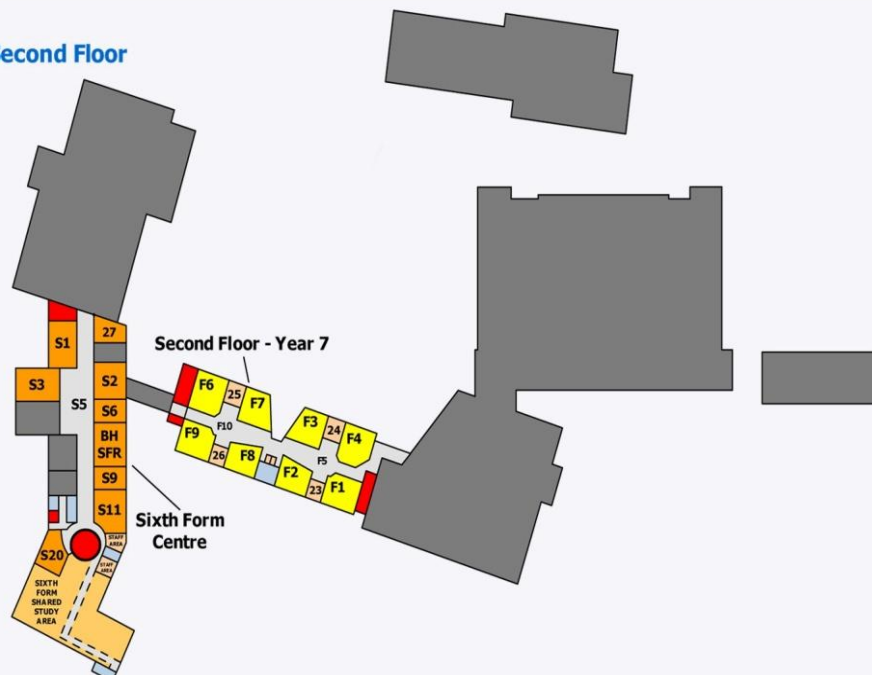 Second Floor
27
S1
S2
S3
S5
S6
BH
SFR
S9
S11
STAFF
AREA
STAFF
AREA
S20
SIXTH
FORM
SHARED
STUDY
AREA
Sixth Form
Centre
Second Floor - Year 7
F6
25
F7
F10
F9
26
F8
F3
24
F4
F5
F2
23
F1